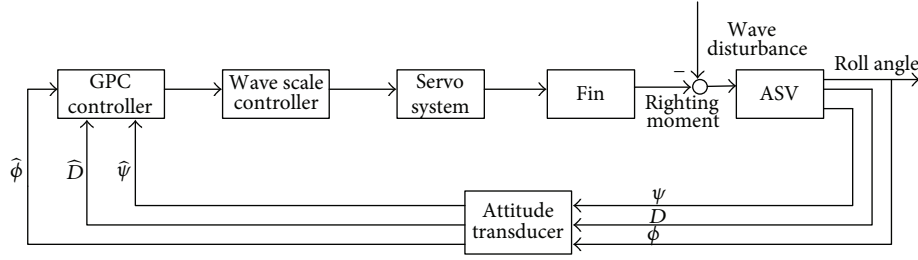 Wave
disturbance
Roll angle
GPC
controller
Wave scale
controller
Servo
system
Fin
−
Righting
moment
ASV
ϕ̂
D̂
ψ̂
Attitude
transducer
ψ
D
ϕ